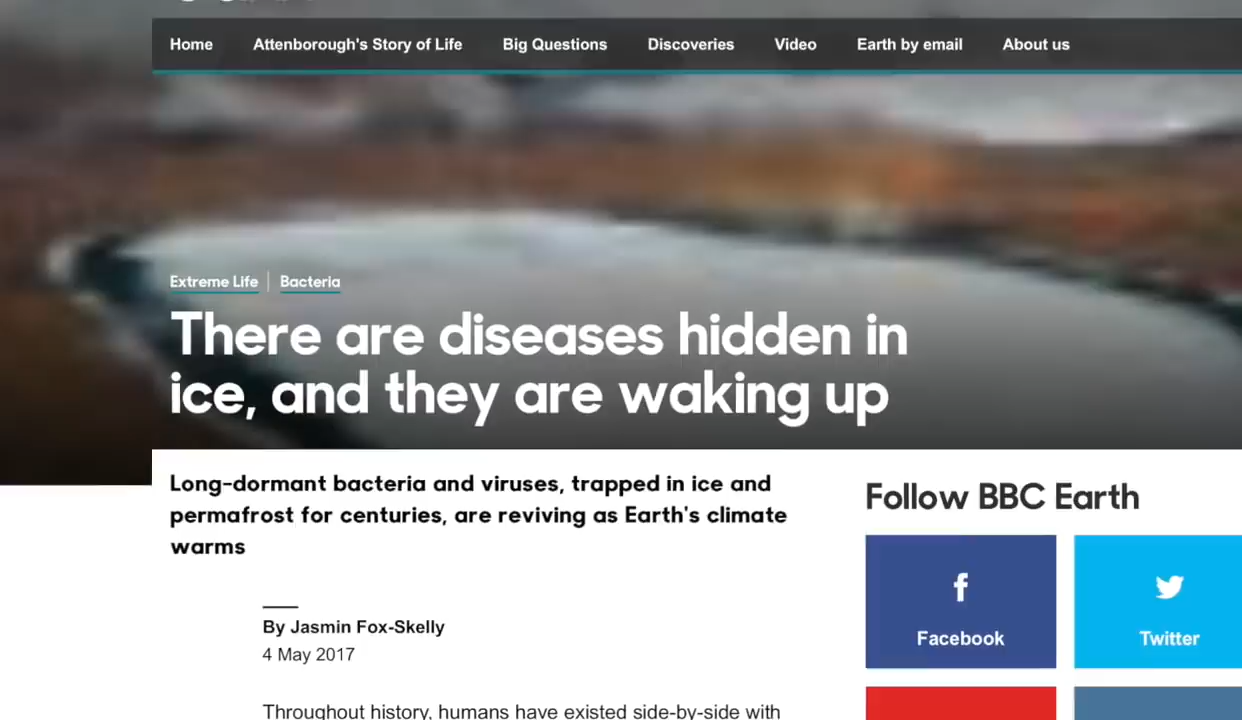 Home Attenborough's Story of Life Big Questions Discoveries Video Earth by email About us
Extreme Life Bacteria
There are diseases hidden in
ice, and they are waking up
Long-dormant bacteria and viruses, trapped in ice and
permafrost for centuries, are reviving as Earth's climate
warms
By Jasmin Fox-Skelly
4 May 2017
Throughout history, humans have existed side-by-side with
Follow BBC Earth
Facebook Twitter